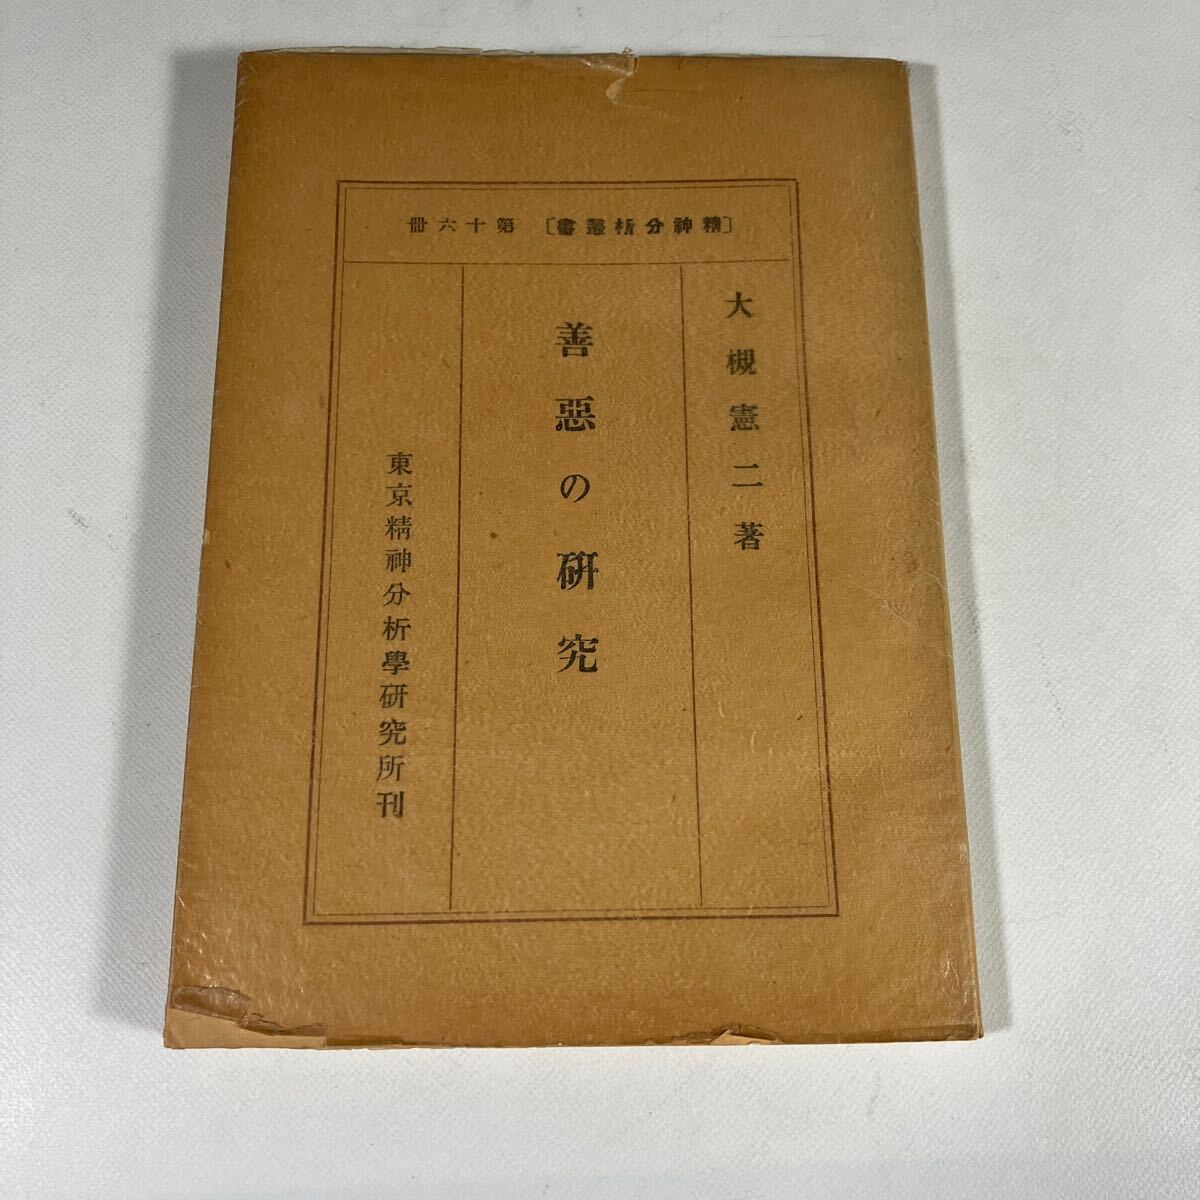 〔精神分析叢書〕 第十六冊
大槻憲二著
善惡の研究
東京精神分析學研究所刊